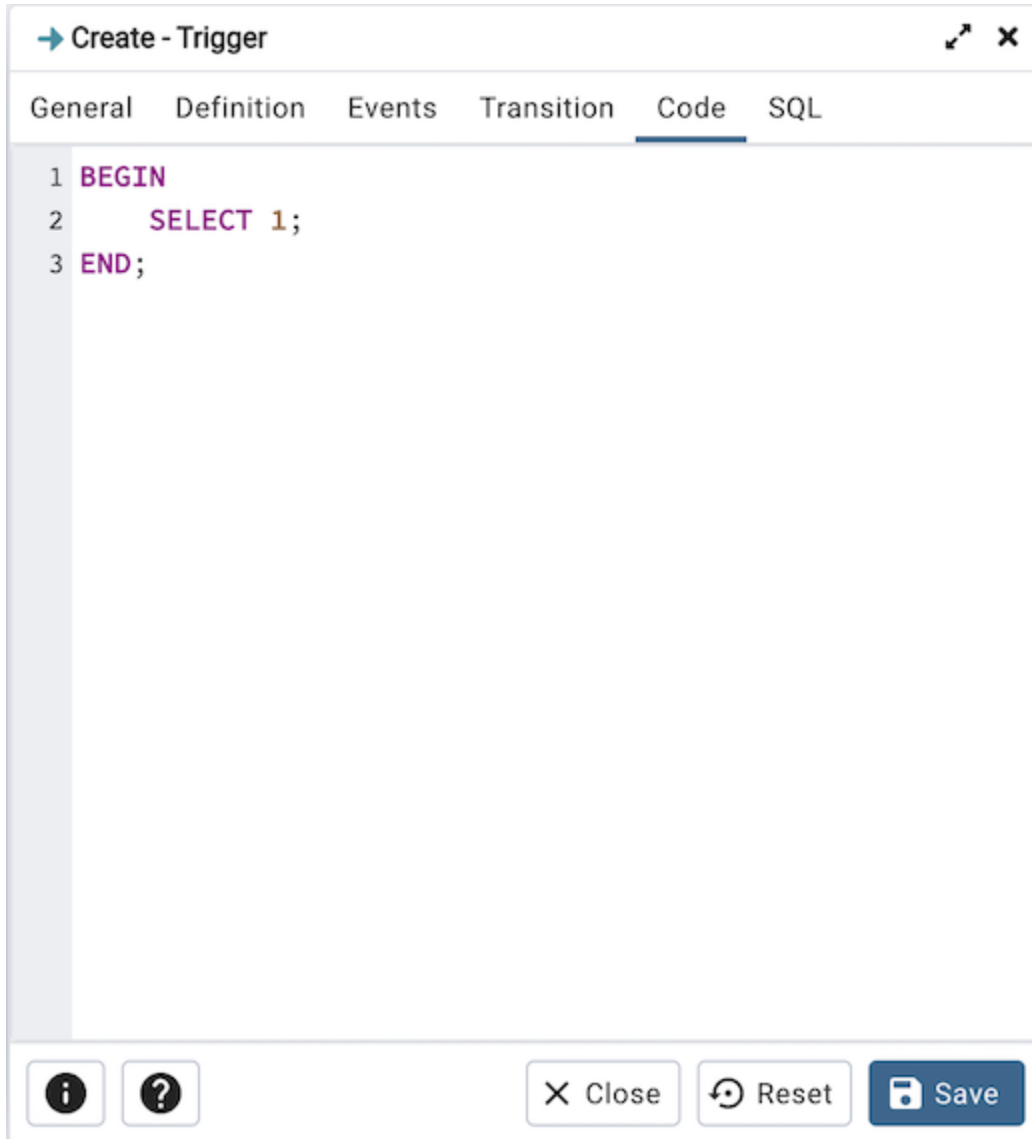 Create - Trigger
General Definition Events Transition Code SQL
1 BEGIN
2     SELECT 1;
3 END;
Close Reset Save